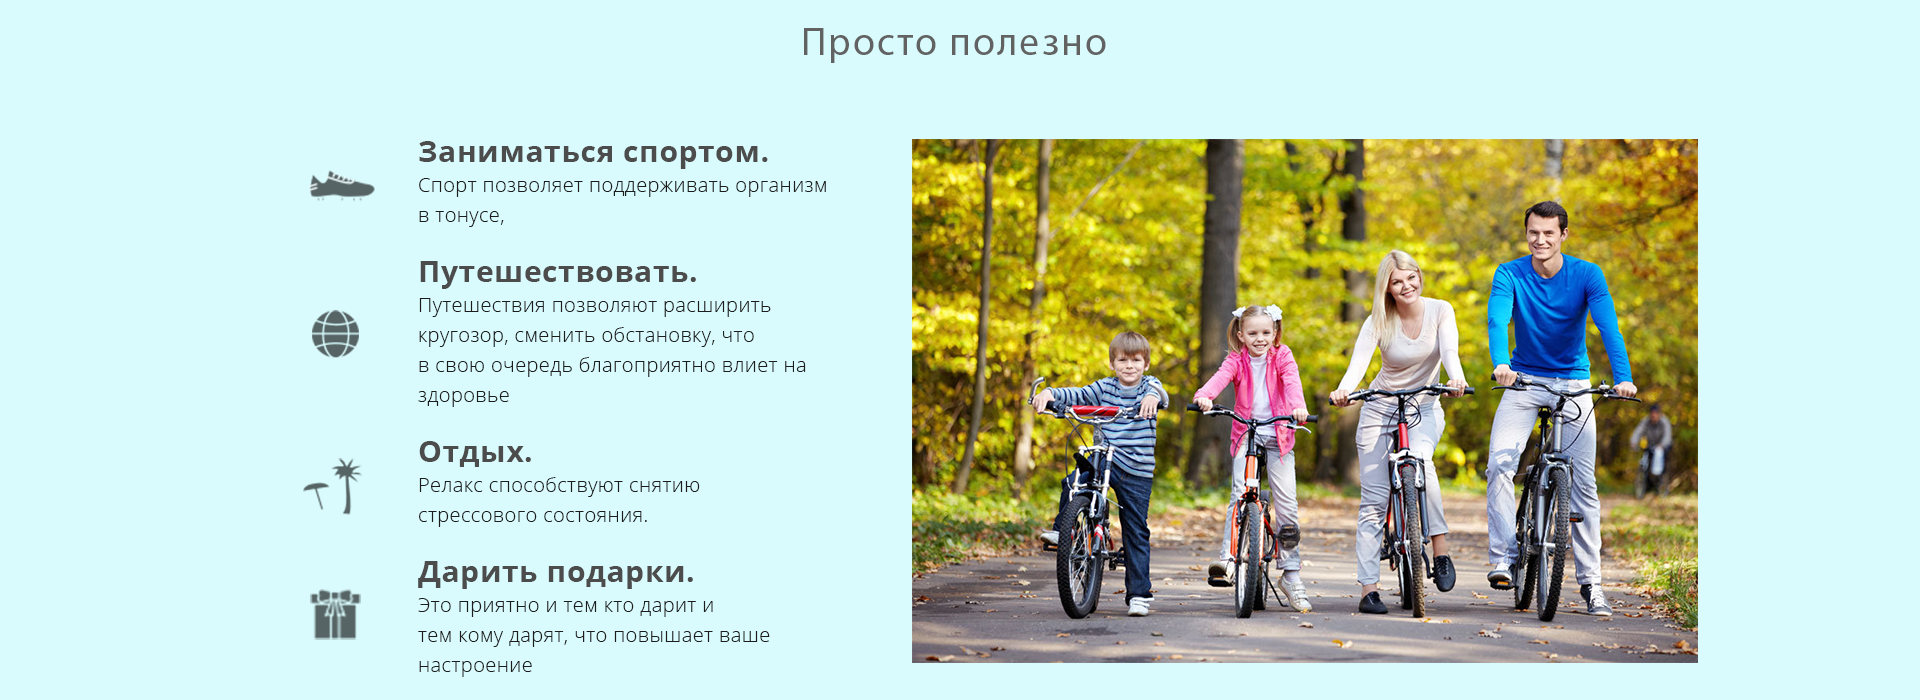 Просто полезно
Заниматься спортом.
Спорт позволяет поддерживать организм
в тонусе,
Путешествовать.
Путешествия позволяют расширить
кругозор, сменить обстановку, что
в свою очередь благоприятно влиет на
здоровье
Отдых.
Релакс способствуют снятию
стрессового состояния.
Дарить подарки.
Это приятно и тем кто дарит и
тем кому дарят, что повышает ваше
настроение